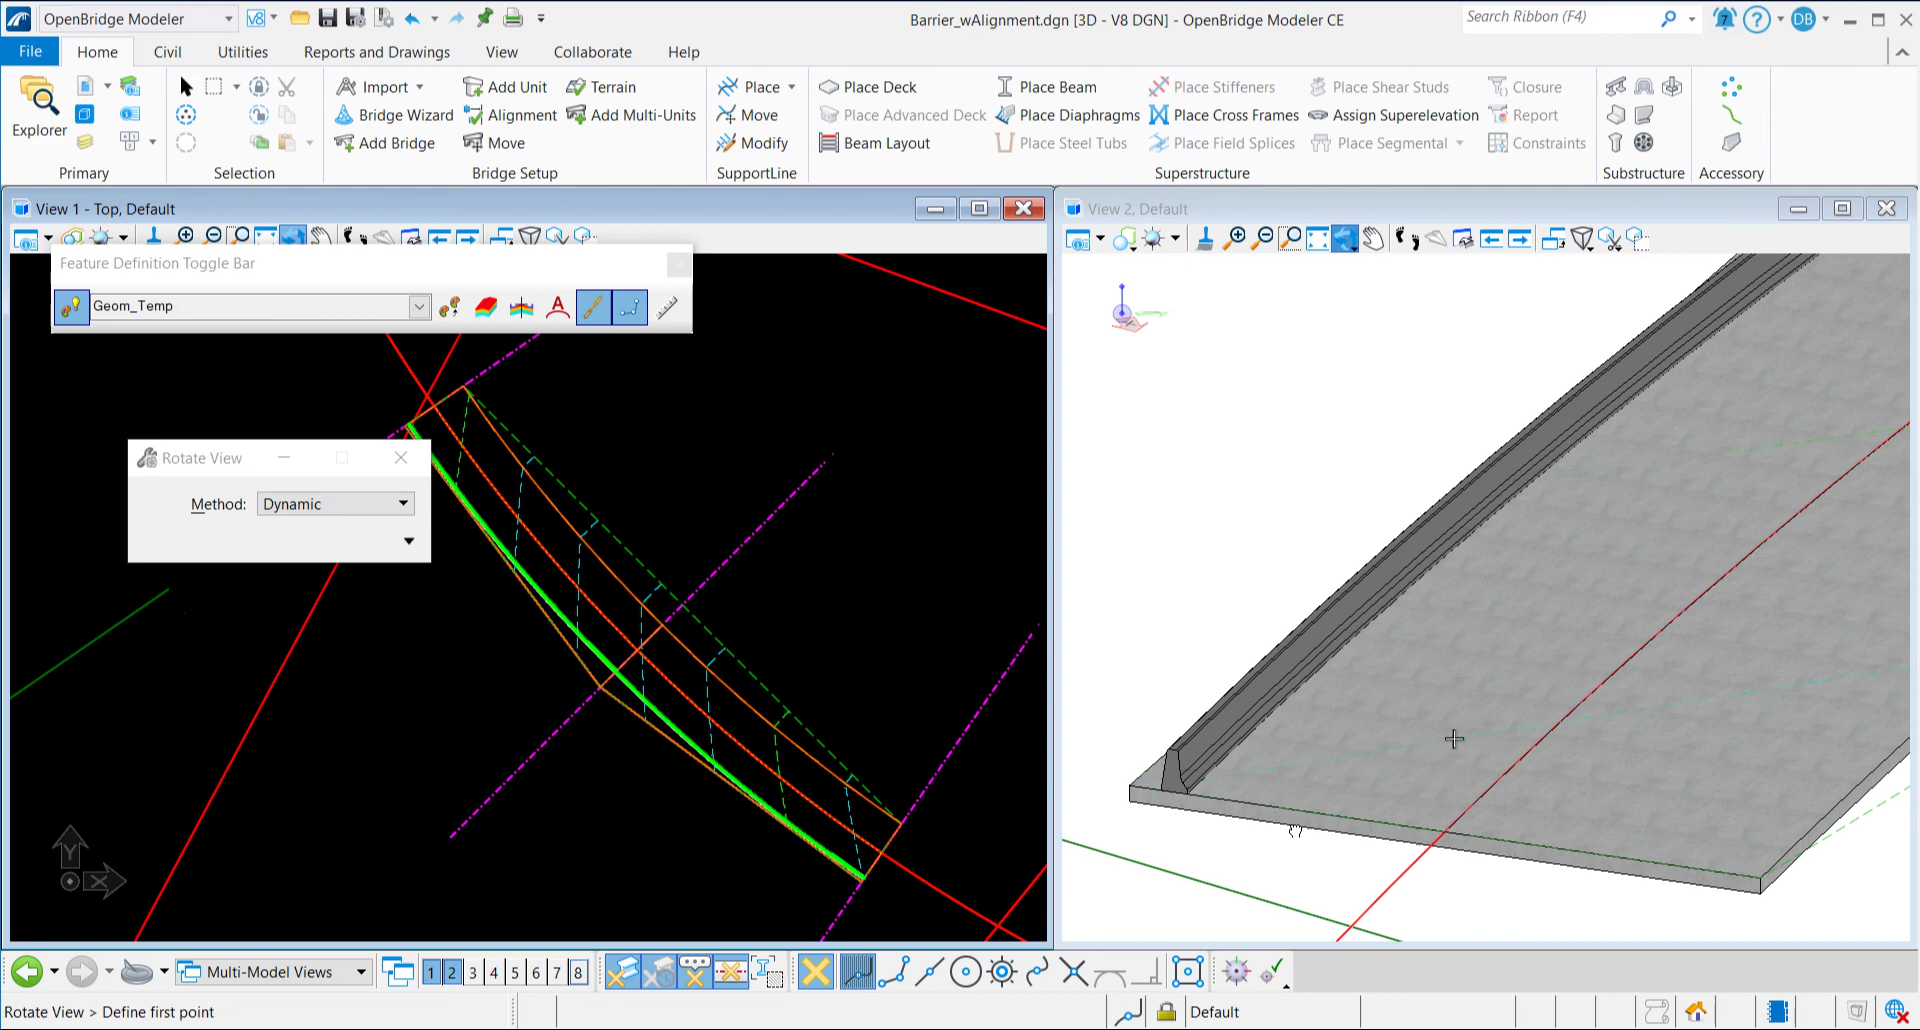 OpenBridge Modeler
V8
Barrier_wAlignment.dgn [3D - V8 DGN] - OpenBridge Modeler CE
Search Ribbon (F4)
7
?
DB
File
Home
Civil
Utilities
Reports and Drawings
View
Collaborate
Help
Explorer
Primary
Selection
Import
Bridge Wizard
Add Bridge
Add Unit
Alignment
Move
Terrain
Add Multi-Units
Bridge Setup
Place
Move
Modify
SupportLine
Place Deck
Place Advanced Deck
Beam Layout
Place Beam
Place Diaphragms
Place Steel Tubs
Place Stiffeners
Place Cross Frames
Place Field Splices
Place Shear Studs
Assign Superelevation
Place Segmental
Closure
Report
Constraints
Superstructure
Substructure
Accessory
View 1 - Top, Default
View 2, Default
Feature Definition Toggle Bar
Geom_Temp
A
Rotate View
Method:
Dynamic
Y
X
Multi-Model Views
1 2 3 4 5 6 7 8
Rotate View > Define first point
Default